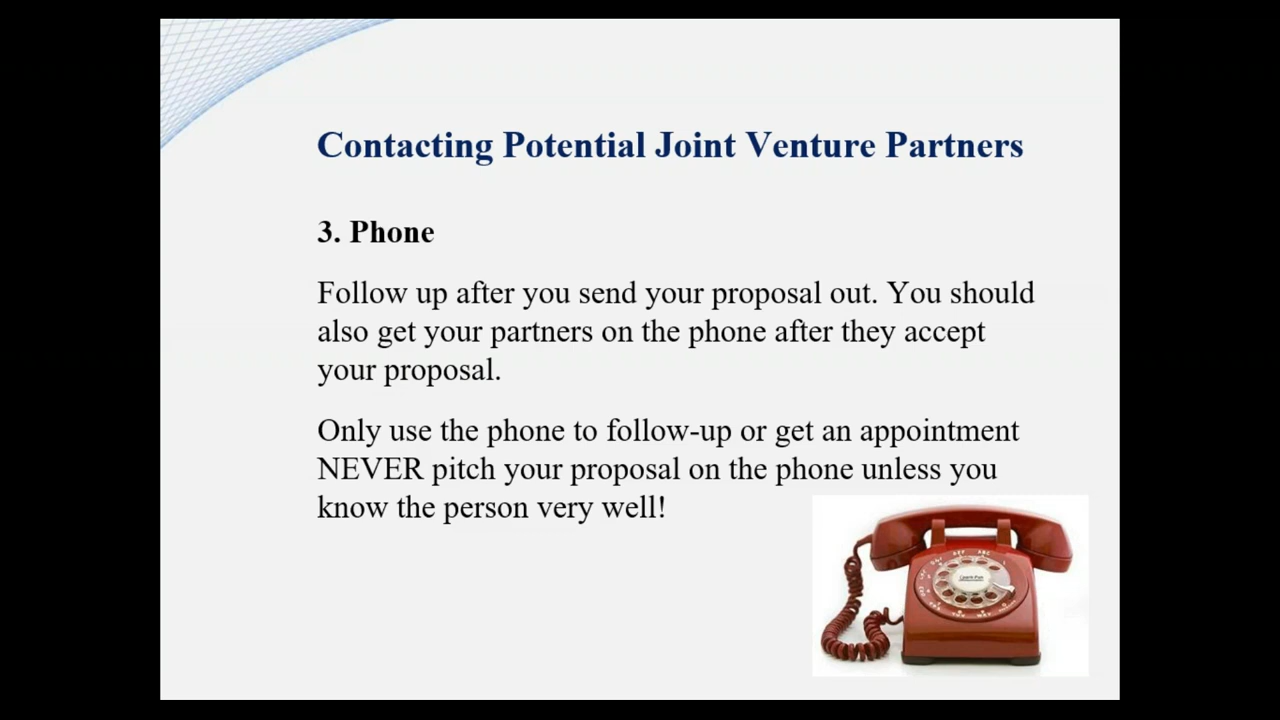 Contacting Potential Joint Venture Partners
3. Phone
Follow up after you send your proposal out. You should
also get your partners on the phone after they accept
your proposal.
Only use the phone to follow-up or get an appointment
NEVER pitch your proposal on the phone unless you
know the person very well!